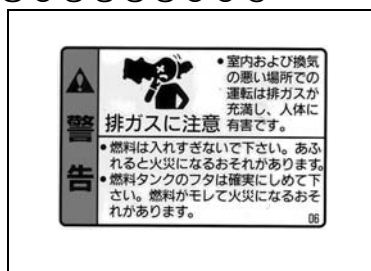 警告
排ガスに注意
•室内および換気
の悪い場所での
運転は排ガスが
充満し、人体に
有害です。
•燃料は入れすぎないで下さい。あふ
れると火災になるおそれがあります。
•燃料タンクのフタは確実にしめて下
さい。燃料がモレて火災になるおそ
れがあります。
06